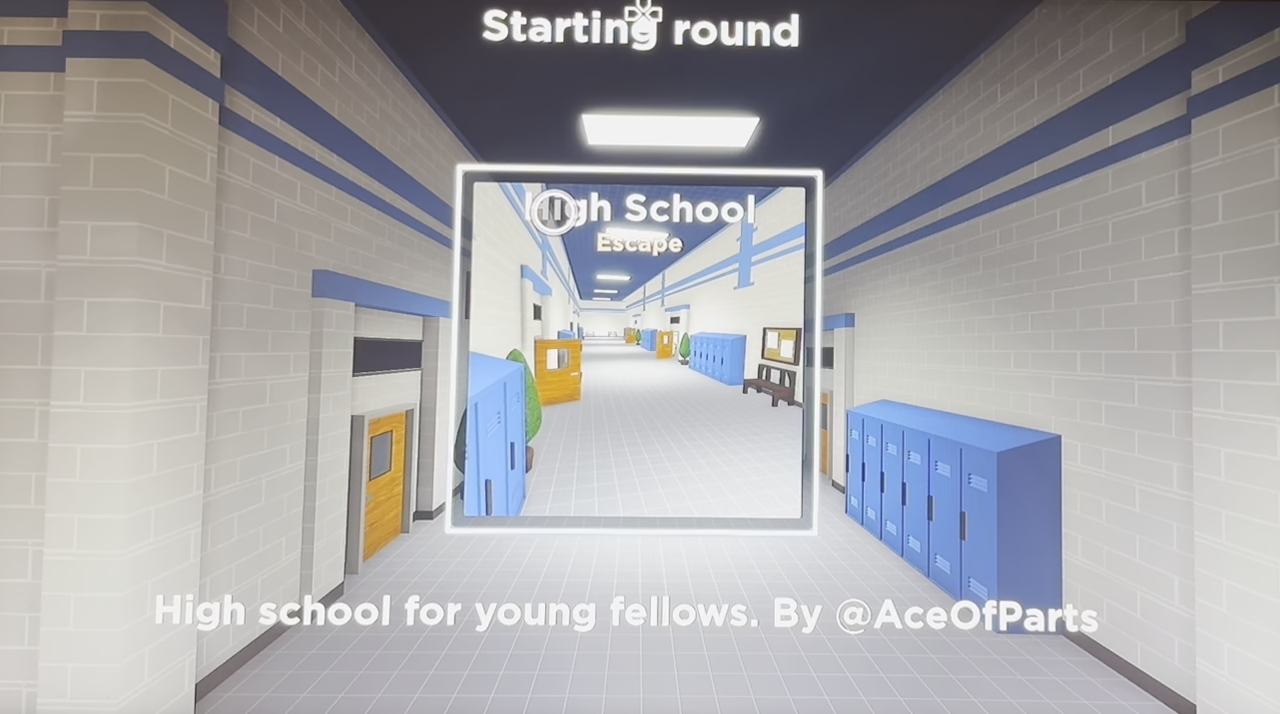 Starting round
High School
Escape
High school for young fellows. By @AceOfParts